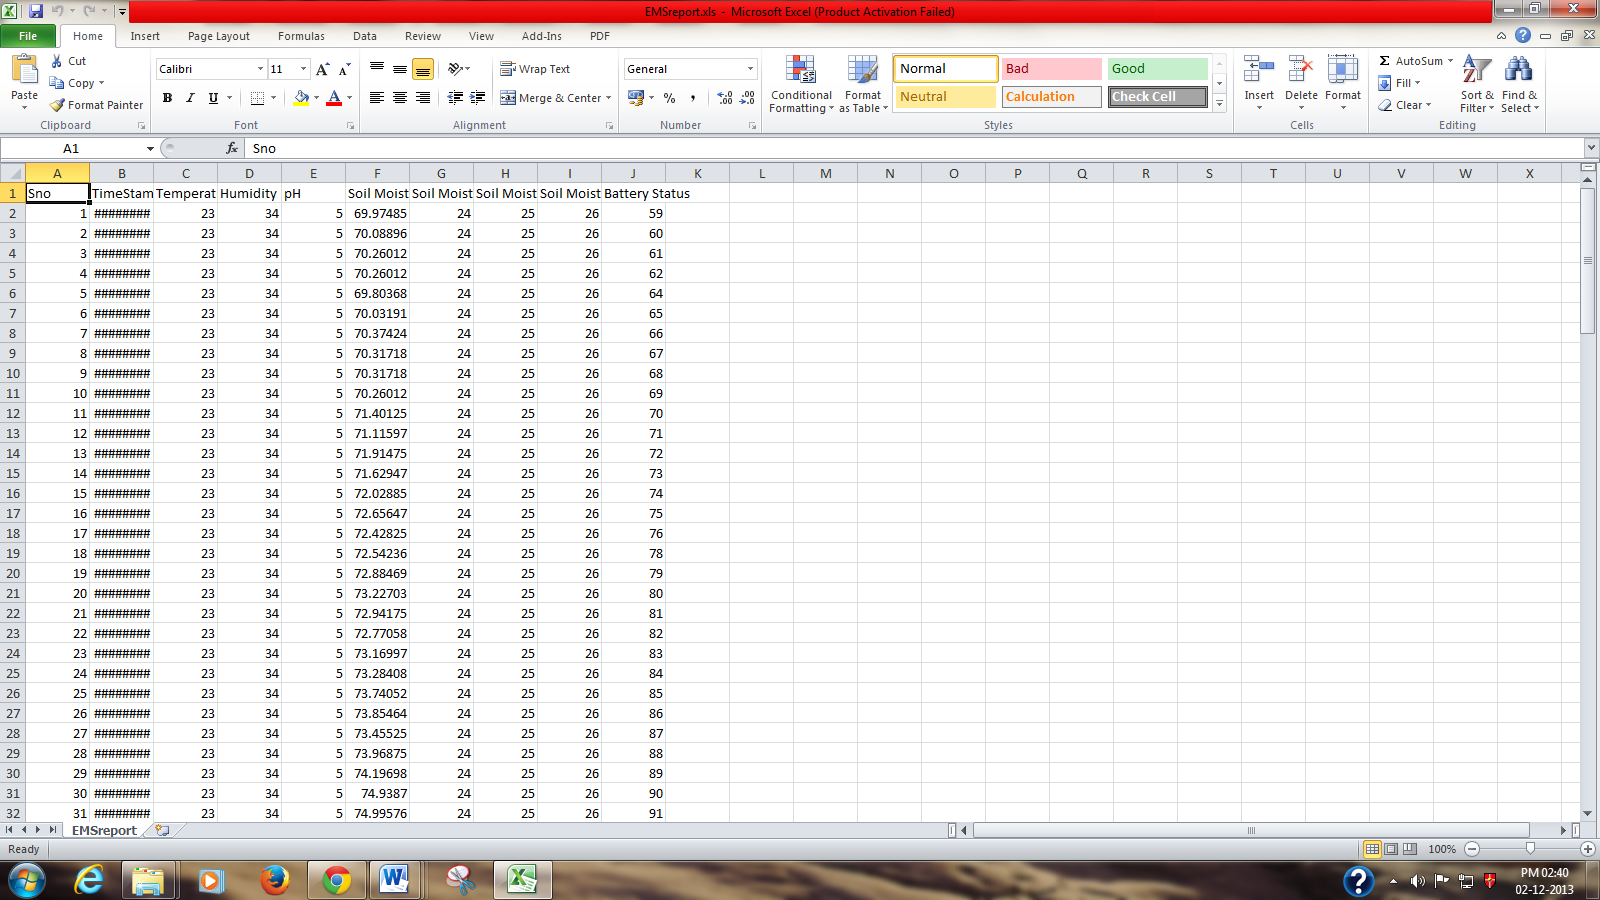 EMSreport.xls - Microsoft Excel (Product Activation Failed)
File Home Insert Page Layout Formulas Data Review View Add-Ins PDF
Paste Cut Copy Format Painter
Clipboard
Calibri 11
B I U
Font
Wrap Text
Merge & Center
Alignment
General
%
Number
Conditional Formatting
Format as Table
Normal Bad Good
Neutral Calculation Check Cell
Styles
Insert Delete Format
Cells
Σ AutoSum
Fill
Clear
Sort & Filter
Find & Select
Editing
A1 fx Sno
A B C D E F G H I J K L M N O P Q R S T U V W X
1 Sno TimeStam Temperat Humidity pH Soil Moist Soil Moist Soil Moist Soil Moist Battery Status
2 1 ######## 23 34 5 69.97485 24 25 26 59
3 2 ######## 23 34 5 70.08896 24 25 26 60
4 3 ######## 23 34 5 70.26012 24 25 26 61
5 4 ######## 23 34 5 70.26012 24 25 26 62
6 5 ######## 23 34 5 69.80368 24 25 26 64
7 6 ######## 23 34 5 70.03191 24 25 26 65
8 7 ######## 23 34 5 70.37424 24 25 26 66
9 8 ######## 23 34 5 70.31718 24 25 26 67
10 9 ######## 23 34 5 70.31718 24 25 26 68
11 10 ######## 23 34 5 70.26012 24 25 26 69
12 11 ######## 23 34 5 71.40125 24 25 26 70
13 12 ######## 23 34 5 71.11597 24 25 26 71
14 13 ######## 23 34 5 71.91475 24 25 26 72
15 14 ######## 23 34 5 71.62947 24 25 26 73
16 15 ######## 23 34 5 72.02885 24 25 26 74
17 16 ######## 23 34 5 72.65647 24 25 26 75
18 17 ######## 23 34 5 72.42825 24 25 26 76
19 18 ######## 23 34 5 72.54236 24 25 26 78
20 19 ######## 23 34 5 72.88469 24 25 26 79
21 20 ######## 23 34 5 73.22703 24 25 26 80
22 21 ######## 23 34 5 72.94175 24 25 26 81
23 22 ######## 23 34 5 72.77058 24 25 26 82
24 23 ######## 23 34 5 73.16997 24 25 26 83
25 24 ######## 23 34 5 73.28408 24 25 26 84
26 25 ######## 23 34 5 73.74052 24 25 26 85
27 26 ######## 23 34 5 73.85464 24 25 26 86
28 27 ######## 23 34 5 73.45525 24 25 26 87
29 28 ######## 23 34 5 73.96875 24 25 26 88
30 29 ######## 23 34 5 74.19698 24 25 26 89
31 30 ######## 23 34 5 74.9387 24 25 26 90
32 31 ######## 23 34 5 74.99576 24 25 26 91
EMSreport
Ready 100%
PM 02:40
02-12-2013